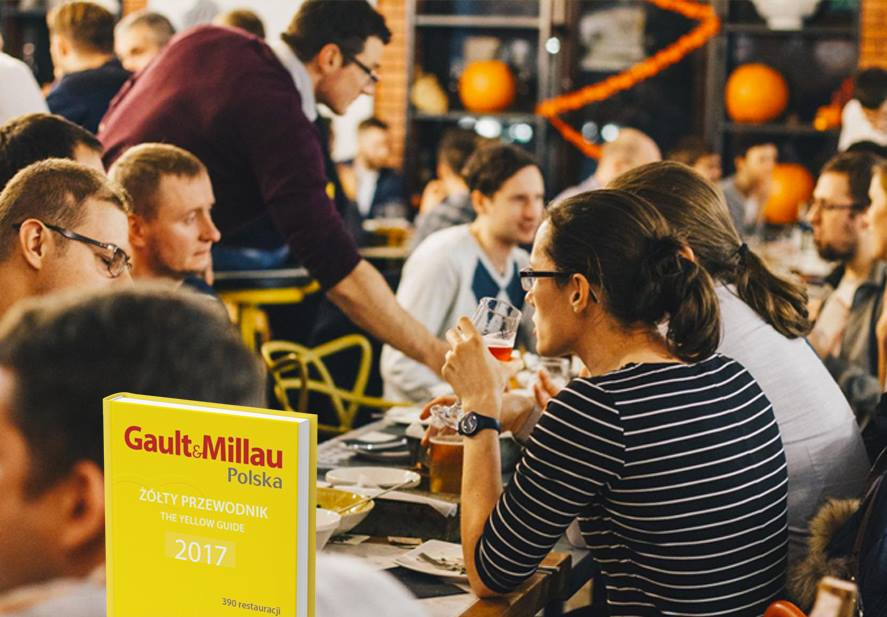 Gault&Millau
Polska
ŻÓŁTY PRZEWODNIK
THE YELLOW GUIDE
2017
390 restauracji